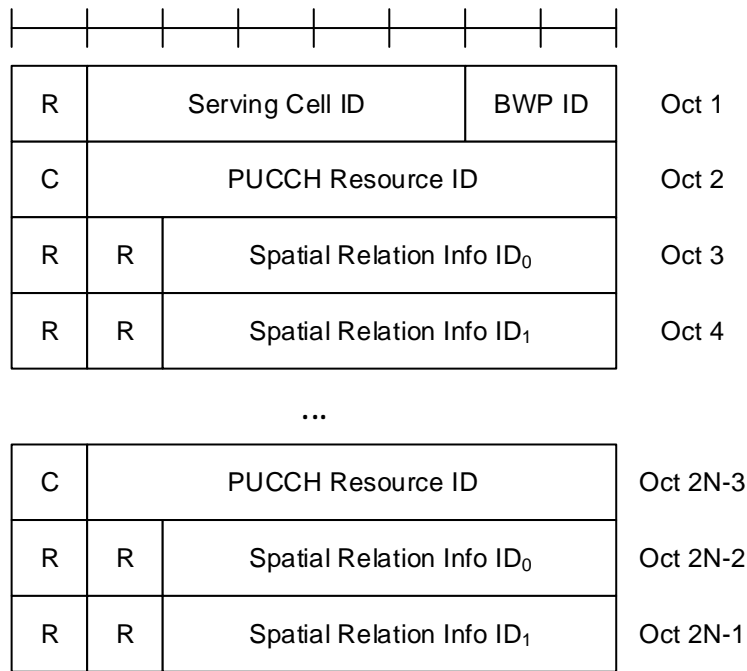 R Serving Cell ID BWP ID Oct 1
C PUCCH Resource ID Oct 2
R R Spatial Relation Info ID₀ Oct 3
R R Spatial Relation Info ID₁ Oct 4
...
C PUCCH Resource ID Oct 2N-3
R R Spatial Relation Info ID₀ Oct 2N-2
R R Spatial Relation Info ID₁ Oct 2N-1